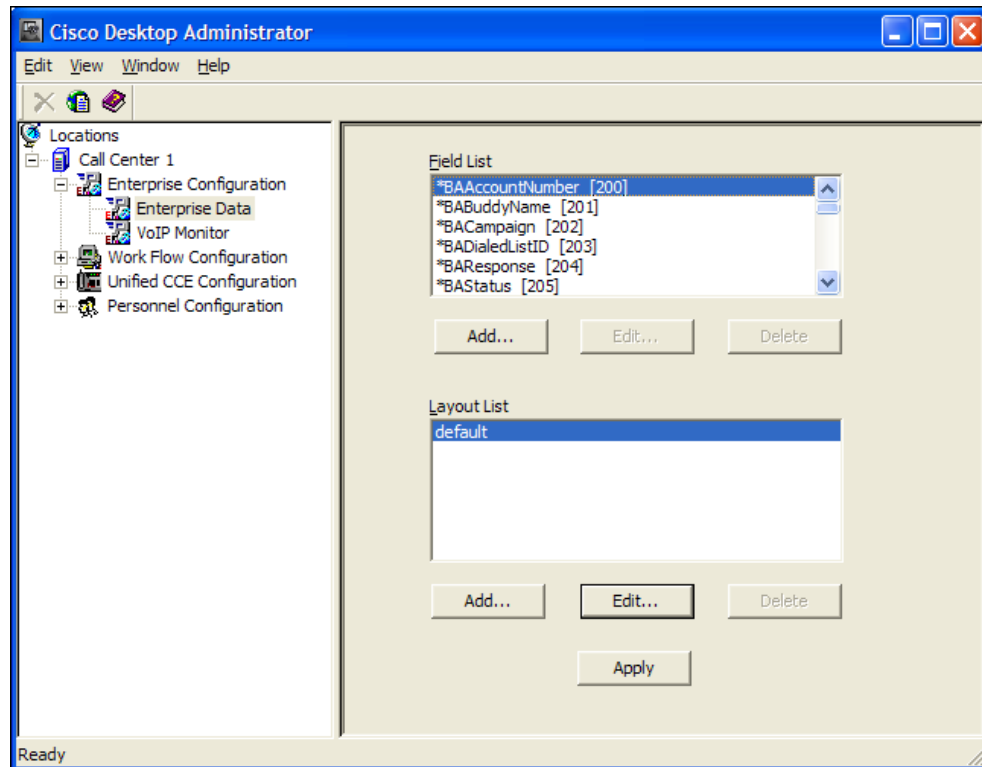 Cisco Desktop Administrator
Edit View Window Help
Locations
Call Center 1
Enterprise Configuration
Enterprise Data
VoIP Monitor
Work Flow Configuration
Unified CCE Configuration
Personnel Configuration
Field List
*BAAccountNumber [200]
*BABuddyName [201]
*BACampaign [202]
*BADialedListID [203]
*BAResponse [204]
*BAStatus [205]
Add... Edit... Delete
Layout List
default
Add... Edit... Delete
Apply
Ready